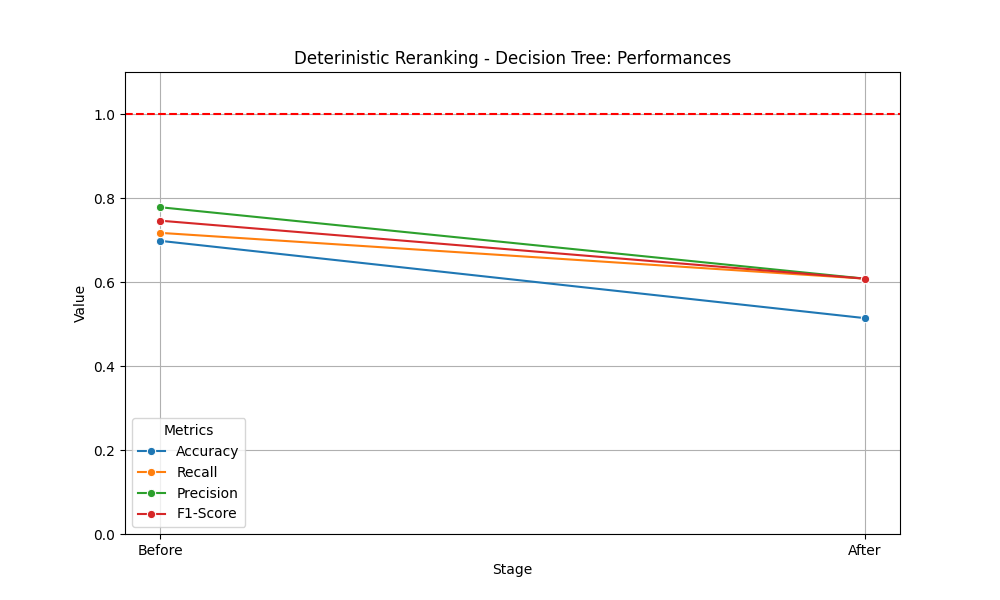 Deterinistic Reranking - Decision Tree: Performances
1.0
0.8
0.6
0.4
0.2
0.0
Value
Metrics
Accuracy
Recall
Precision
F1-Score
Before
After
Stage